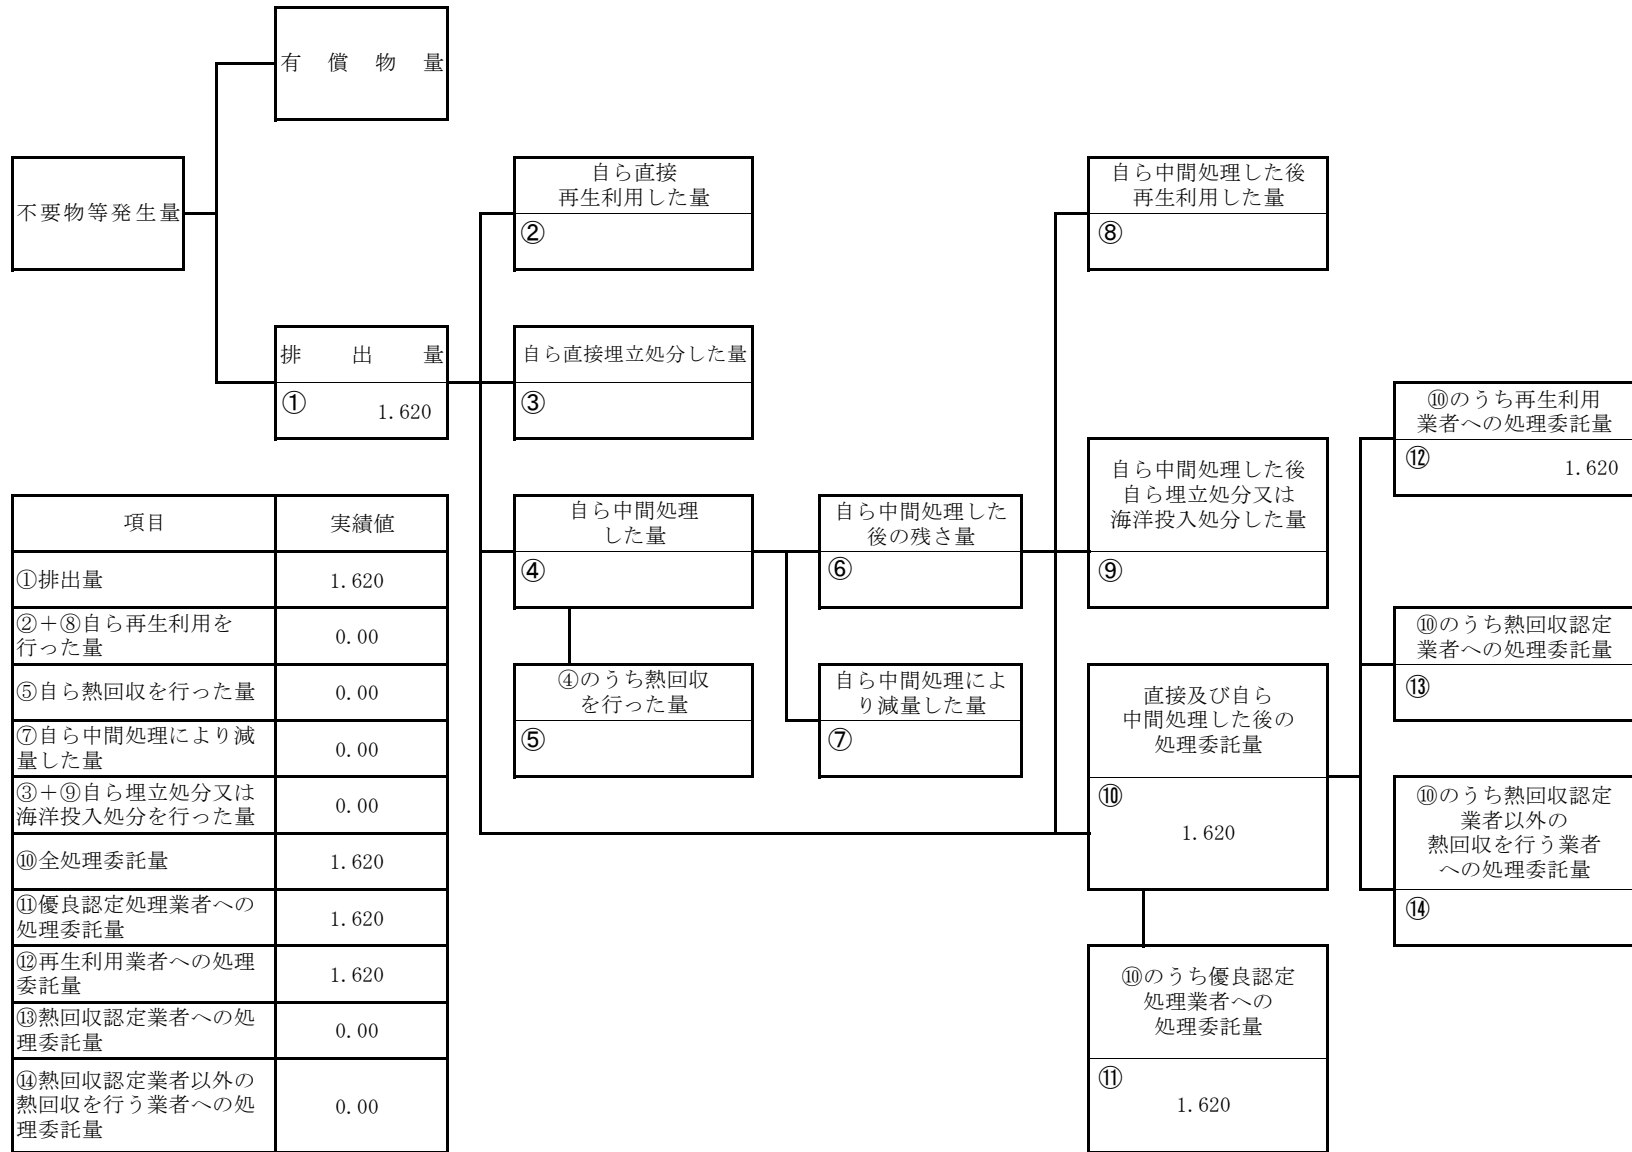 有償物量
不要物等発生量
自ら直接
再生利用した量
②
自ら中間処理した後
再生利用した量
⑧
排出量
① 1.620
自ら直接埋立処分した量
③
⑩のうち再生利用
業者への処理委託量
⑫ 1.620
自ら中間処理
した量
④
自ら中間処理した
後の残さ量
⑥
自ら中間処理した後
自ら埋立処分又は
海洋投入処分した量
⑨
④のうち熱回収
を行った量
⑤
自ら中間処理によ
り減量した量
⑦
直接及び自ら
中間処理した後の
処理委託量
⑩
1.620
⑩のうち熱回収認定
業者への処理委託量
⑬
⑩のうち熱回収認定
業者以外の
熱回収を行う業者
への処理委託量
⑭
⑩のうち優良認定
処理業者への
処理委託量
⑪
1.620
項目 実績値
①排出量 1.620
②＋⑧自ら再生利用を
行った量 0.00
⑤自ら熱回収を行った量 0.00
⑦自ら中間処理により減
量した量 0.00
③＋⑨自ら埋立処分又は
海洋投入処分を行った量 0.00
⑩全処理委託量 1.620
⑪優良認定処理業者への
処理委託量 1.620
⑫再生利用業者への処理
委託量 1.620
⑬熱回収認定業者への処
理委託量 0.00
⑭熱回収認定業者以外の
熱回収を行う業者への処
理委託量 0.00